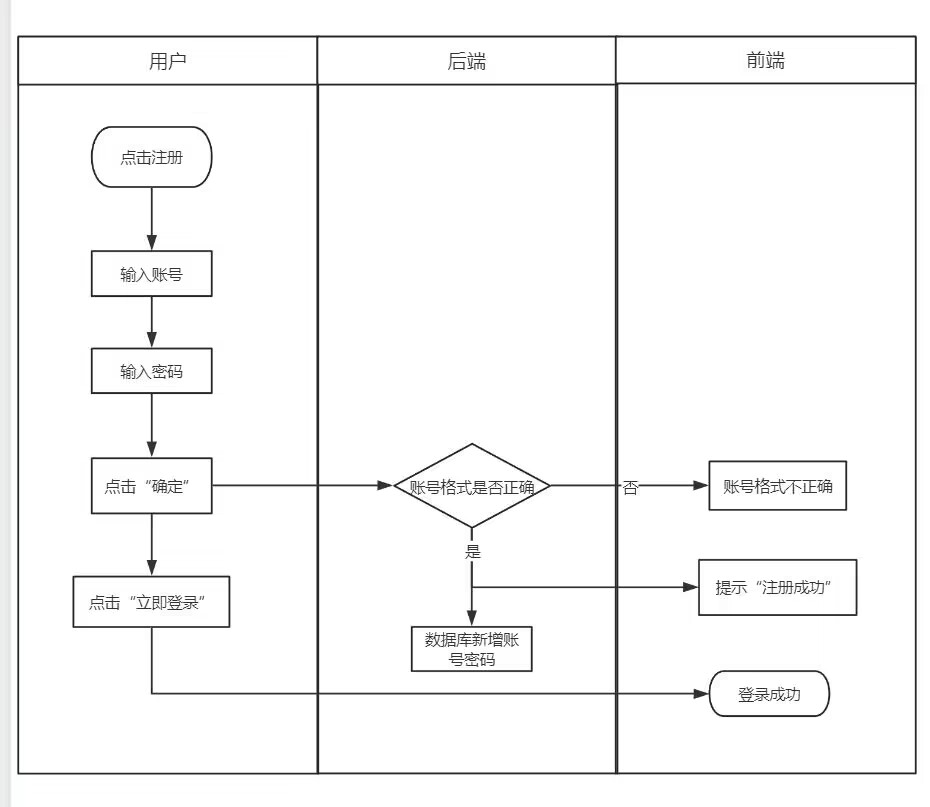 用户
后端
前端
点击注册
输入账号
输入密码
点击“确定”
账号格式是否正确
否
账号格式不正确
是
提示“注册成功”
点击“立即登录”
数据库新增账
号密码
登录成功